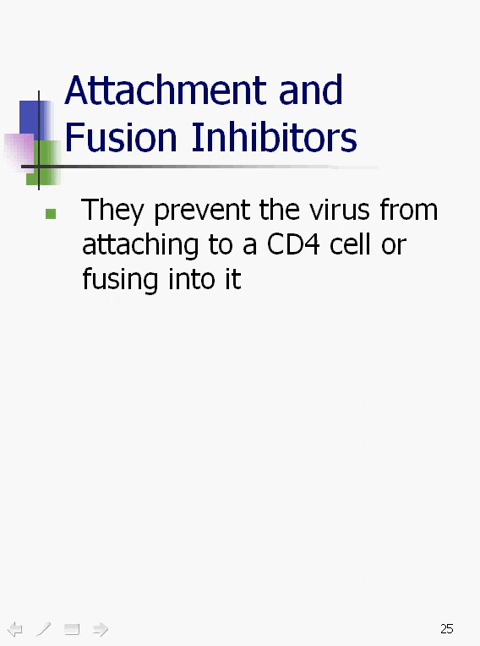 Attachment and
Fusion Inhibitors
They prevent the virus from
attaching to a CD4 cell or
fusing into it
25